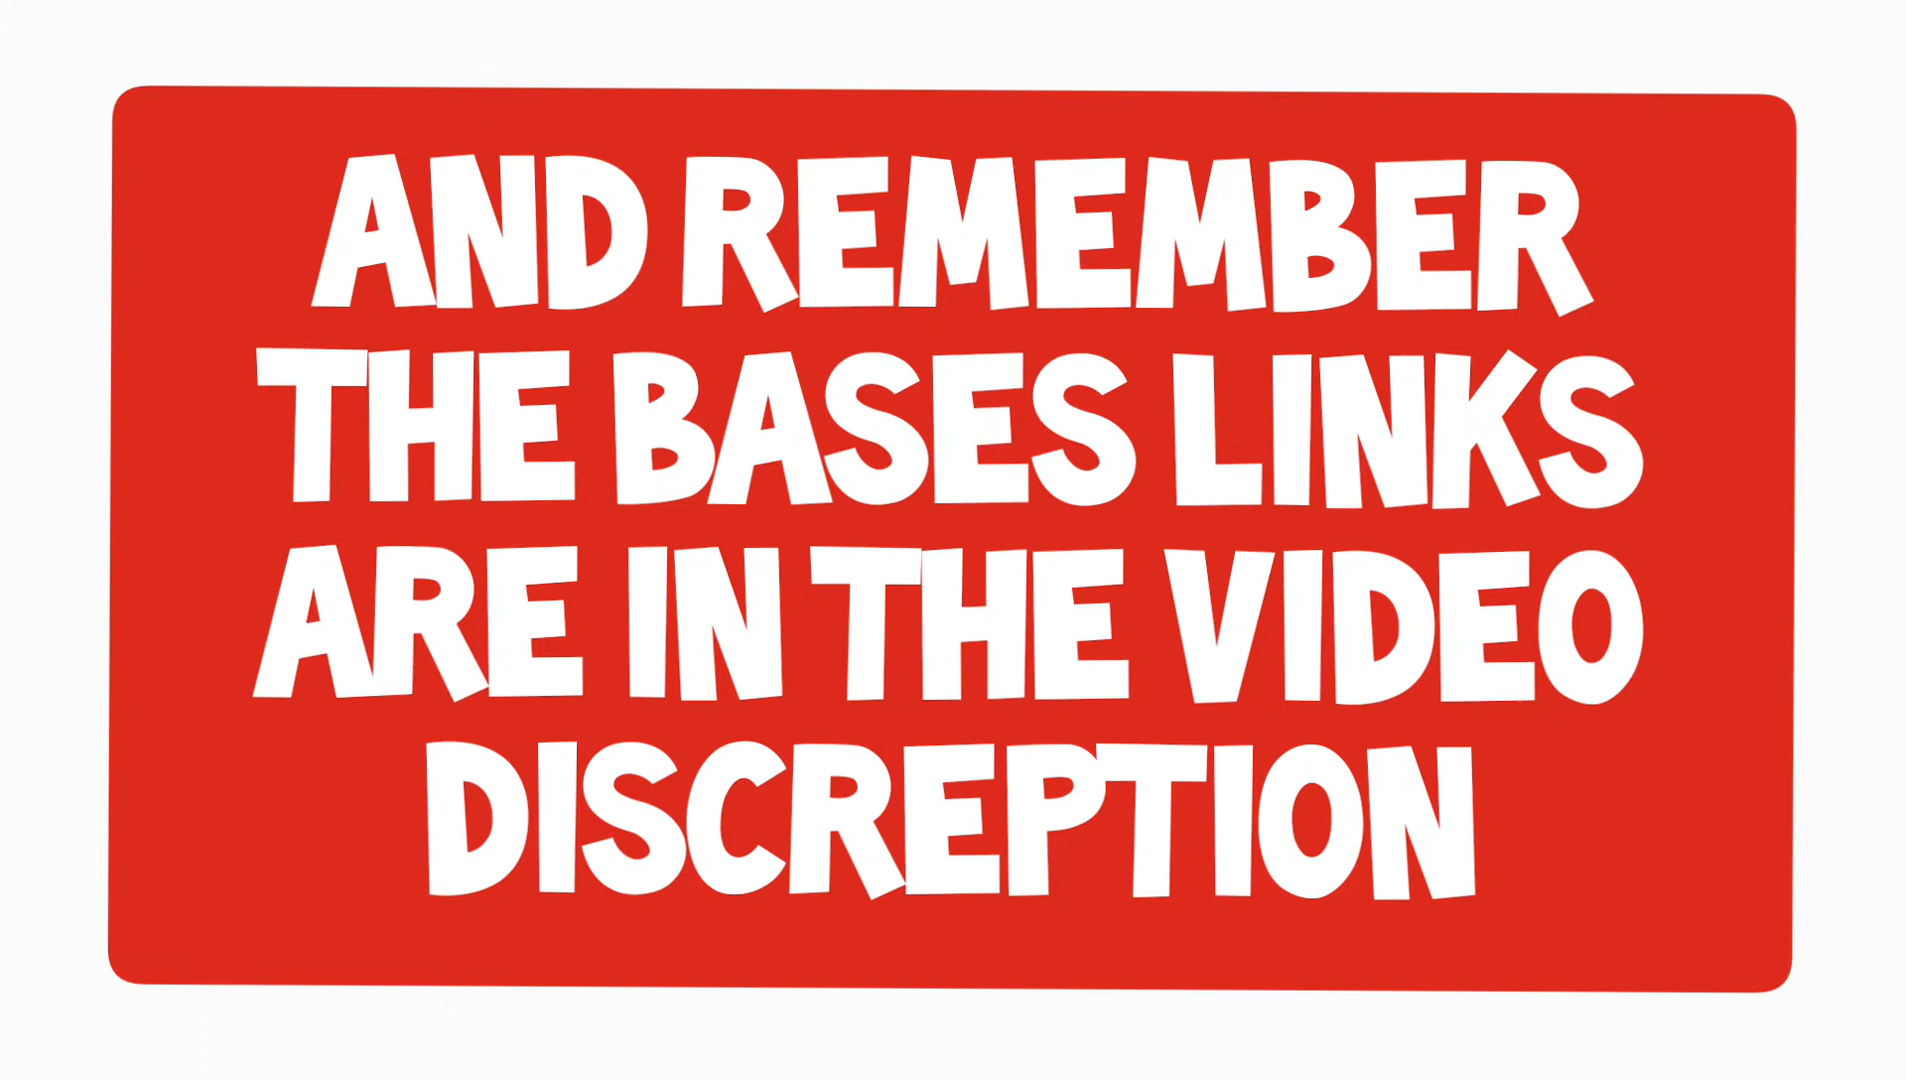 AND REMEMBER
THE BASES LINKS
ARE IN THE VIDEO
DISCREPTION